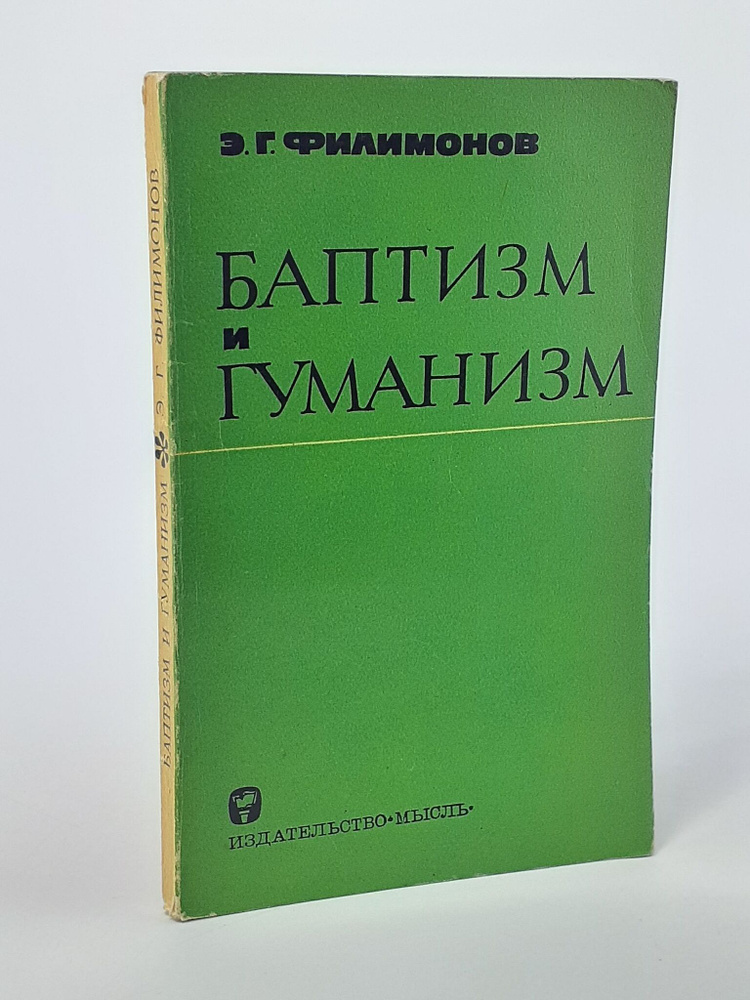 Э. Г. ФИЛИМОНОВ
БАПТИЗМ
И
ГУМАНИЗМ
ИЗДАТЕЛЬСТВО•МЫСЛЬ•
БАПТИЗМ И ГУМАНИЗМ Э. Г. ФИЛИМОНОВ